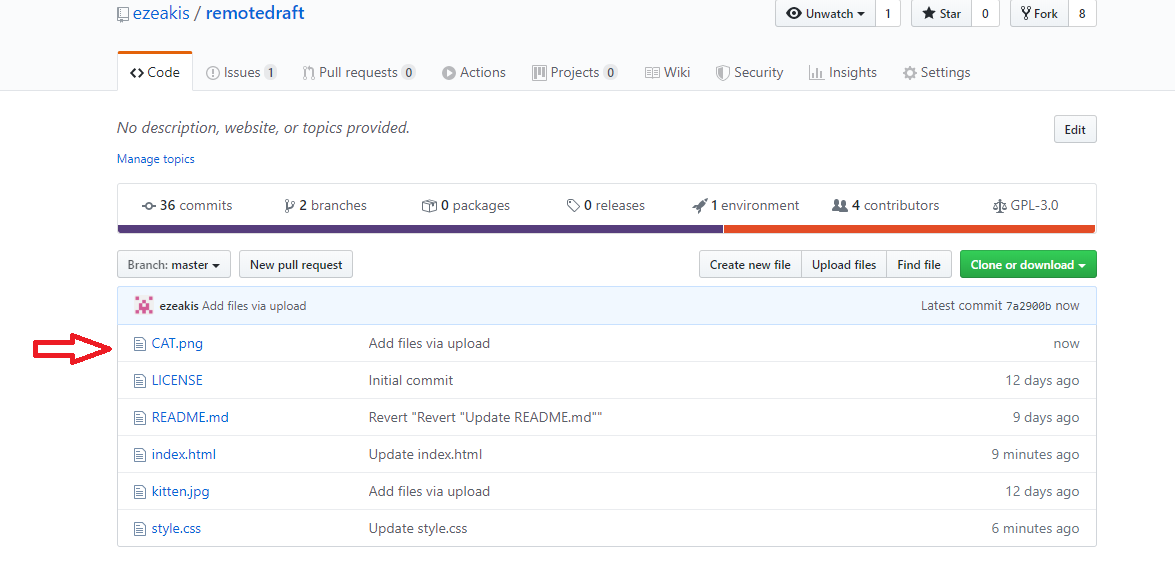 ezeakis / remotedraft Unwatch 1 Star 0 Fork 8
Code Issues 1 Pull requests 0 Actions Projects 0 Wiki Security Insights Settings
No description, website, or topics provided. Edit
Manage topics
36 commits 2 branches 0 packages 0 releases 1 environment 4 contributors GPL-3.0
Branch: master New pull request Create new file Upload files Find file Clone or download
ezeakis Add files via upload Latest commit 7a2900b now
CAT.png Add files via upload now
LICENSE Initial commit 12 days ago
README.md Revert "Revert "Update README.md"" 9 days ago
index.html Update index.html 9 minutes ago
kitten.jpg Add files via upload 12 days ago
style.css Update style.css 6 minutes ago